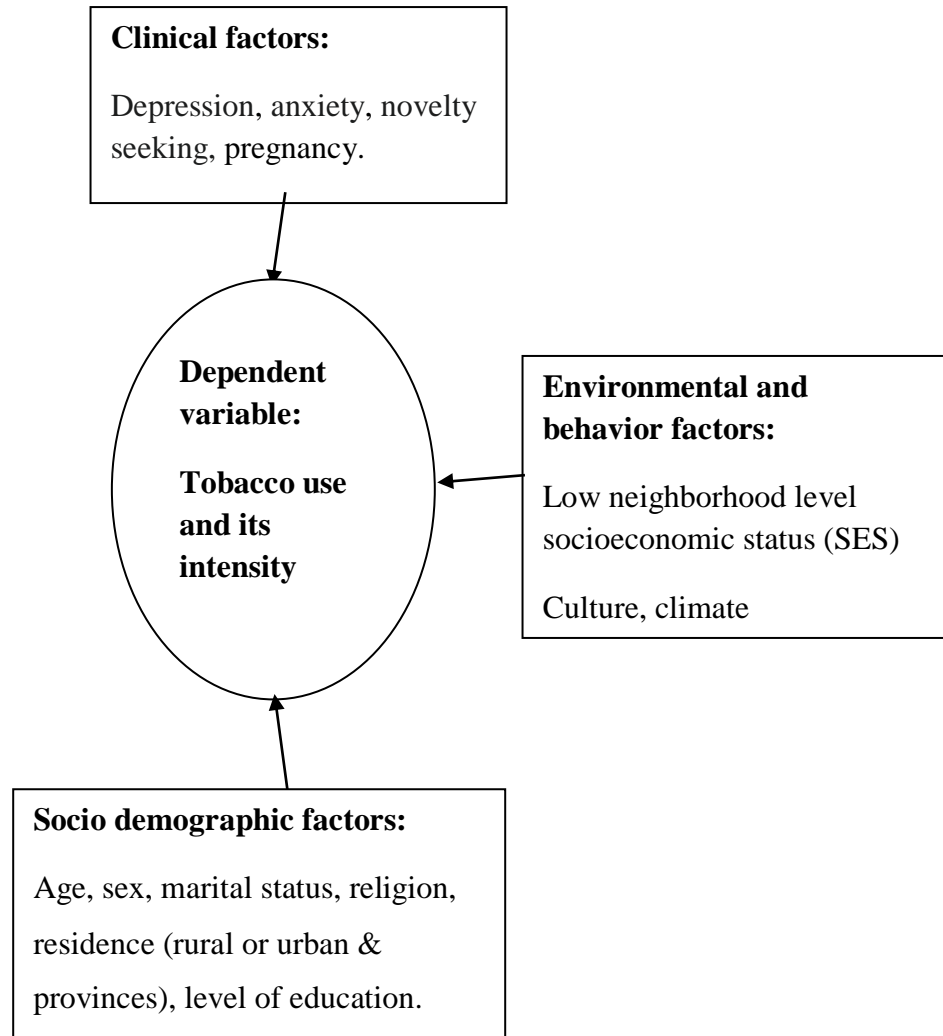 Clinical factors:
Depression, anxiety, novelty
seeking, pregnancy.
Dependent
variable:
Tobacco use
and its
intensity
Environmental and
behavior factors:
Low neighborhood level
socioeconomic status (SES)
Culture, climate
Socio demographic factors:
Age, sex, marital status, religion,
residence (rural or urban &
provinces), level of education.